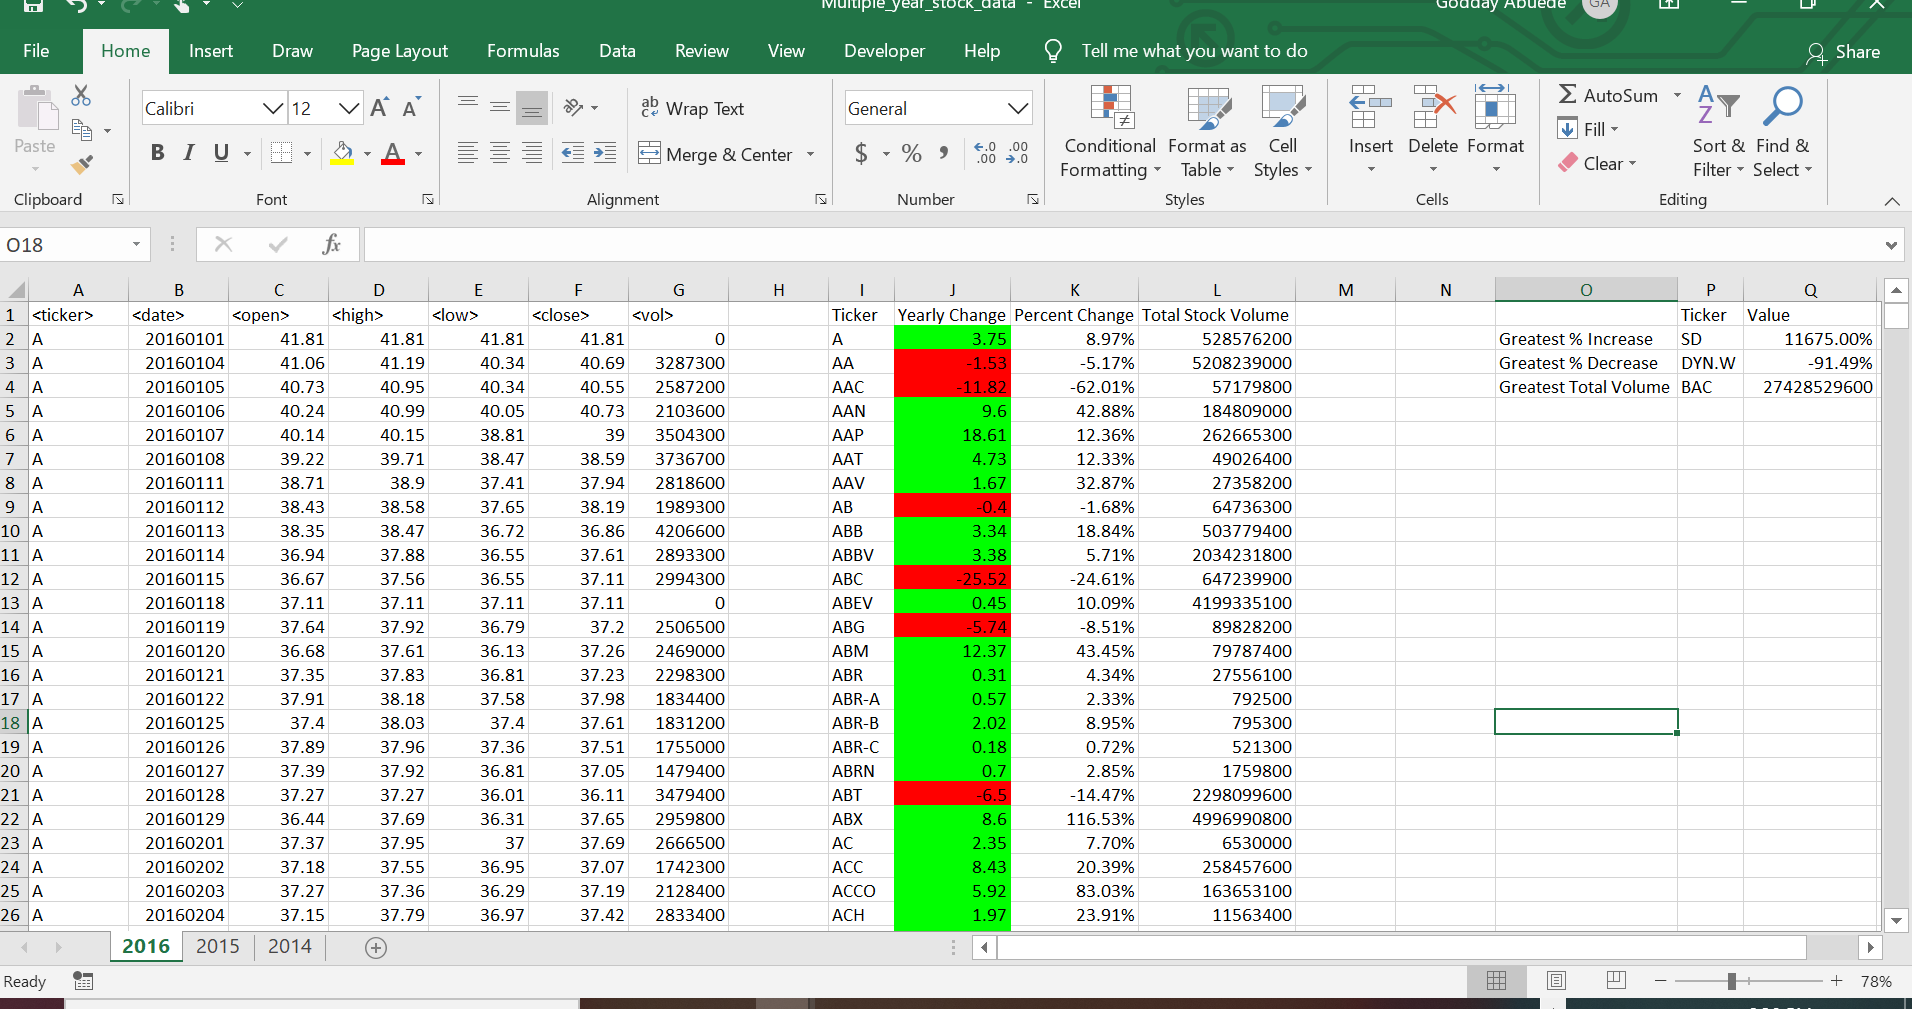 Multiple_year_stock_data - Excel Godday Abuede GA
File Home Insert Draw Page Layout Formulas Data Review View Developer Help Tell me what you want to do Share
Calibri 12 A A ab Wrap Text General AutoSum
Paste B I U A Merge & Center $ % , Conditional Formatting Format as Table Cell Styles Insert Delete Format Fill Clear Sort & Filter Find & Select
Clipboard Font Alignment Number Styles Cells Editing
O18 fx
A B C D E F G H I J K L M N O P Q
1 <ticker> <date> <open> <high> <low> <close> <vol> Ticker Yearly Change Percent Change Total Stock Volume Ticker Value
2 A 20160101 41.81 41.81 41.81 41.81 0 A 3.75 8.97% 528576200 Greatest % Increase SD 11675.00%
3 A 20160104 41.06 41.19 40.34 40.69 3287300 AA -1.53 -5.17% 5208239000 Greatest % Decrease DYN.W -91.49%
4 A 20160105 40.73 40.95 40.34 40.55 2587200 AAC -11.82 -62.01% 57179800 Greatest Total Volume BAC 27428529600
5 A 20160106 40.24 40.99 40.05 40.73 2103600 AAN 9.6 42.88% 184809000
6 A 20160107 40.14 40.15 38.81 39 3504300 AAP 18.61 12.36% 262665300
7 A 20160108 39.22 39.71 38.47 38.59 3736700 AAT 4.73 12.33% 49026400
8 A 20160111 38.71 38.9 37.41 37.94 2818600 AAV 1.67 32.87% 27358200
9 A 20160112 38.43 38.58 37.65 38.19 1989300 AB -0.4 -1.68% 64736300
10 A 20160113 38.35 38.47 36.72 36.86 4206600 ABB 3.34 18.84% 503779400
11 A 20160114 36.94 37.88 36.55 37.61 2893300 ABBV 3.38 5.71% 2034231800
12 A 20160115 36.67 37.56 36.55 37.11 2994300 ABC -25.52 -24.61% 647239900
13 A 20160118 37.11 37.11 37.11 37.11 0 ABEV 0.45 10.09% 4199335100
14 A 20160119 37.64 37.92 36.79 37.2 2506500 ABG -5.74 -8.51% 89828200
15 A 20160120 36.68 37.61 36.13 37.26 2469000 ABM 12.37 43.45% 79787400
16 A 20160121 37.35 37.83 36.81 37.23 2298300 ABR 0.31 4.34% 27556100
17 A 20160122 37.91 38.18 37.58 37.98 1834400 ABR-A 0.57 2.33% 792500
18 A 20160125 37.4 38.03 37.4 37.61 1831200 ABR-B 2.02 8.95% 795300
19 A 20160126 37.89 37.96 37.36 37.51 1755000 ABR-C 0.18 0.72% 521300
20 A 20160127 37.39 37.92 36.81 37.05 1479400 ABRN 0.7 2.85% 1759800
21 A 20160128 37.27 37.27 36.01 36.11 3479400 ABT -6.5 -14.47% 2298099600
22 A 20160129 36.44 37.69 36.31 37.65 2959800 ABX 8.6 116.53% 4996990800
23 A 20160201 37.37 37.95 37 37.69 2666500 AC 2.35 7.70% 6530000
24 A 20160202 37.18 37.55 36.95 37.07 1742300 ACC 8.43 20.39% 258457600
25 A 20160203 37.27 37.36 36.29 37.19 2128400 ACCO 5.92 83.03% 163653100
26 A 20160204 37.15 37.79 36.97 37.42 2833400 ACH 1.97 23.91% 11563400
2016 2015 2014
Ready 78%